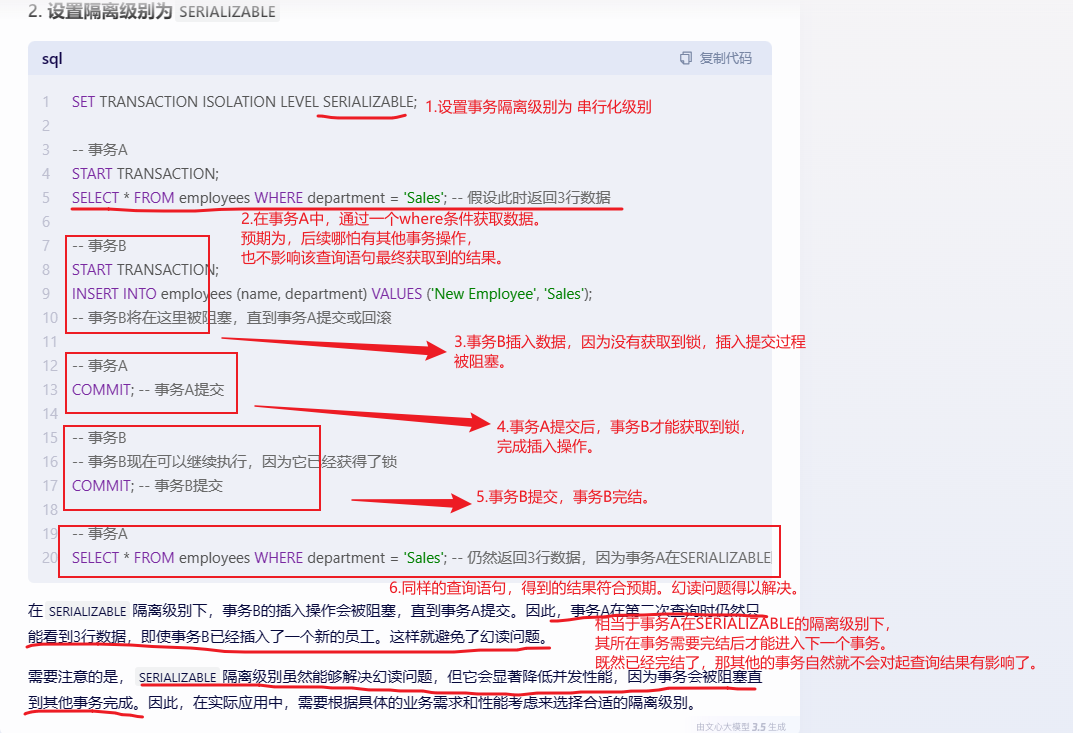 2. 设置隔离级别为 SERIALIZABLE
sql
复制代码
1 SET TRANSACTION ISOLATION LEVEL SERIALIZABLE;
1.设置事务隔离级别为 串行化级别
2
3 -- 事务A
4 START TRANSACTION;
5 SELECT * FROM employees WHERE department = 'Sales'; -- 假设此时返回3行数据
6
2.在事务A中，通过一个where条件获取数据。
预期为，后续哪怕有其他事务操作，
也不影响该查询语句最终获取到的结果。
7 -- 事务B
8 START TRANSACTION;
9 INSERT INTO employees (name, department) VALUES ('New Employee', 'Sales');
10 -- 事务B将在这里被阻塞，直到事务A提交或回滚
11
3.事务B插入数据，因为没有获取到锁，插入提交过程
被阻塞。
12 -- 事务A
13 COMMIT; -- 事务A提交
14
4.事务A提交后，事务B才能获取到锁，
完成插入操作。
15 -- 事务B
16 -- 事务B现在可以继续执行，因为它已经获得了锁
17 COMMIT; -- 事务B提交
5.事务B提交，事务B完结。
18
19 -- 事务A
20 SELECT * FROM employees WHERE department = 'Sales'; -- 仍然返回3行数据，因为事务A在SERIALIZABLE
6.同样的查询语句，得到的结果符合预期。幻读问题得以解决。
在 SERIALIZABLE 隔离级别下，事务B的插入操作会被阻塞，直到事务A提交。因此，事务A在第二次查询时仍然只
能看到3行数据，即使事务B已经插入了一个新的员工。这样就避免了幻读问题。
相当于事务A在SERIALIZABLE的隔离级别下，
其所在事务需要完结后才能进入下一个事务。
既然已经完结了，那其他的事务自然就不会对起查询结果有影响了。
需要注意的是， SERIALIZABLE 隔离级别虽然能够解决幻读问题，但它会显著降低并发性能，因为事务会被阻塞直
到其他事务完成。因此，在实际应用中，需要根据具体的业务需求和性能考虑来选择合适的隔离级别。
由文心大模型 3.5 生成